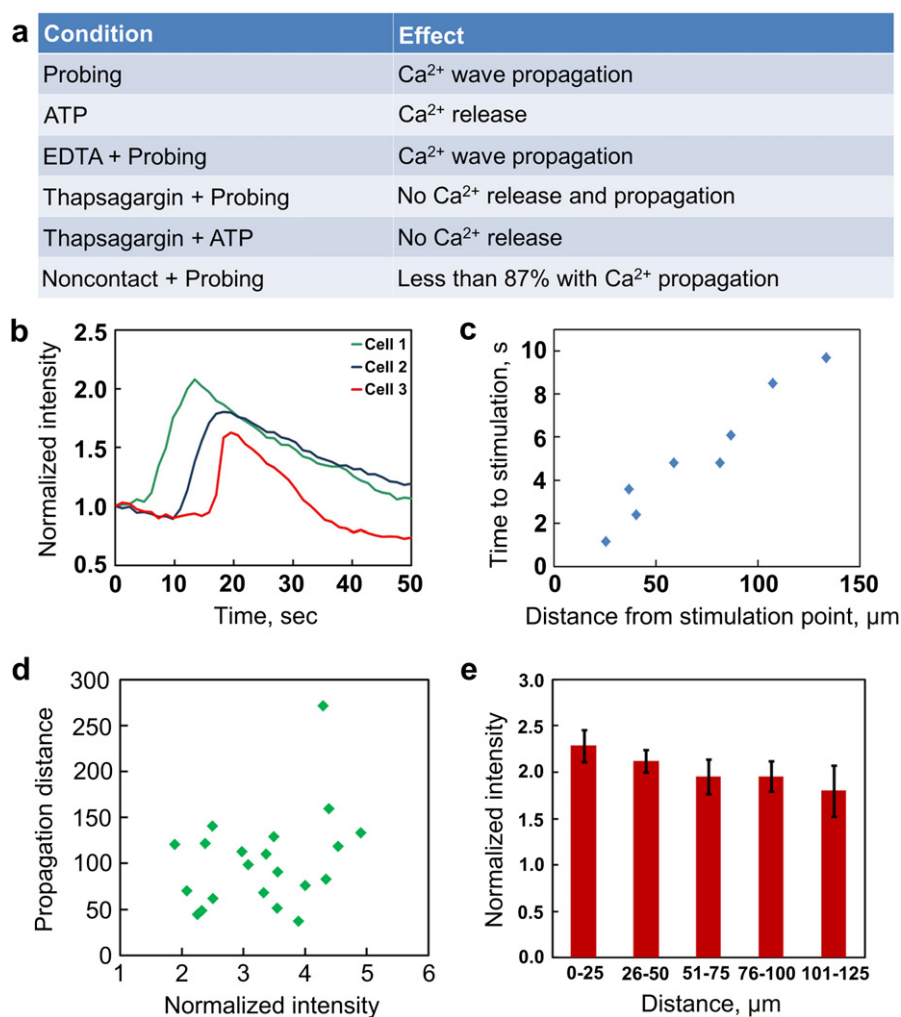 a
Condition Effect
Probing Ca²⁺ wave propagation
ATP Ca²⁺ release
EDTA + Probing Ca²⁺ wave propagation
Thapsagargin + Probing No Ca²⁺ release and propagation
Thapsagargin + ATP No Ca²⁺ release
Noncontact + Probing Less than 87% with Ca²⁺ propagation
b
Normalized intensity
2.5
2.0
1.5
1.0
0.5
Cell 1
Cell 2
Cell 3
0 10 20 30 40 50
Time, sec
c
Time to stimulation, s
10
8
6
4
2
0
0 50 100 150
Distance from stimulation point, µm
d
Propagation distance
300
250
200
150
100
50
0
1 2 3 4 5 6
Normalized intensity
e
Normalized intensity
3.0
2.5
2.0
1.5
1.0
0.5
0.0
0-25 26-50 51-75 76-100 101-125
Distance, µm